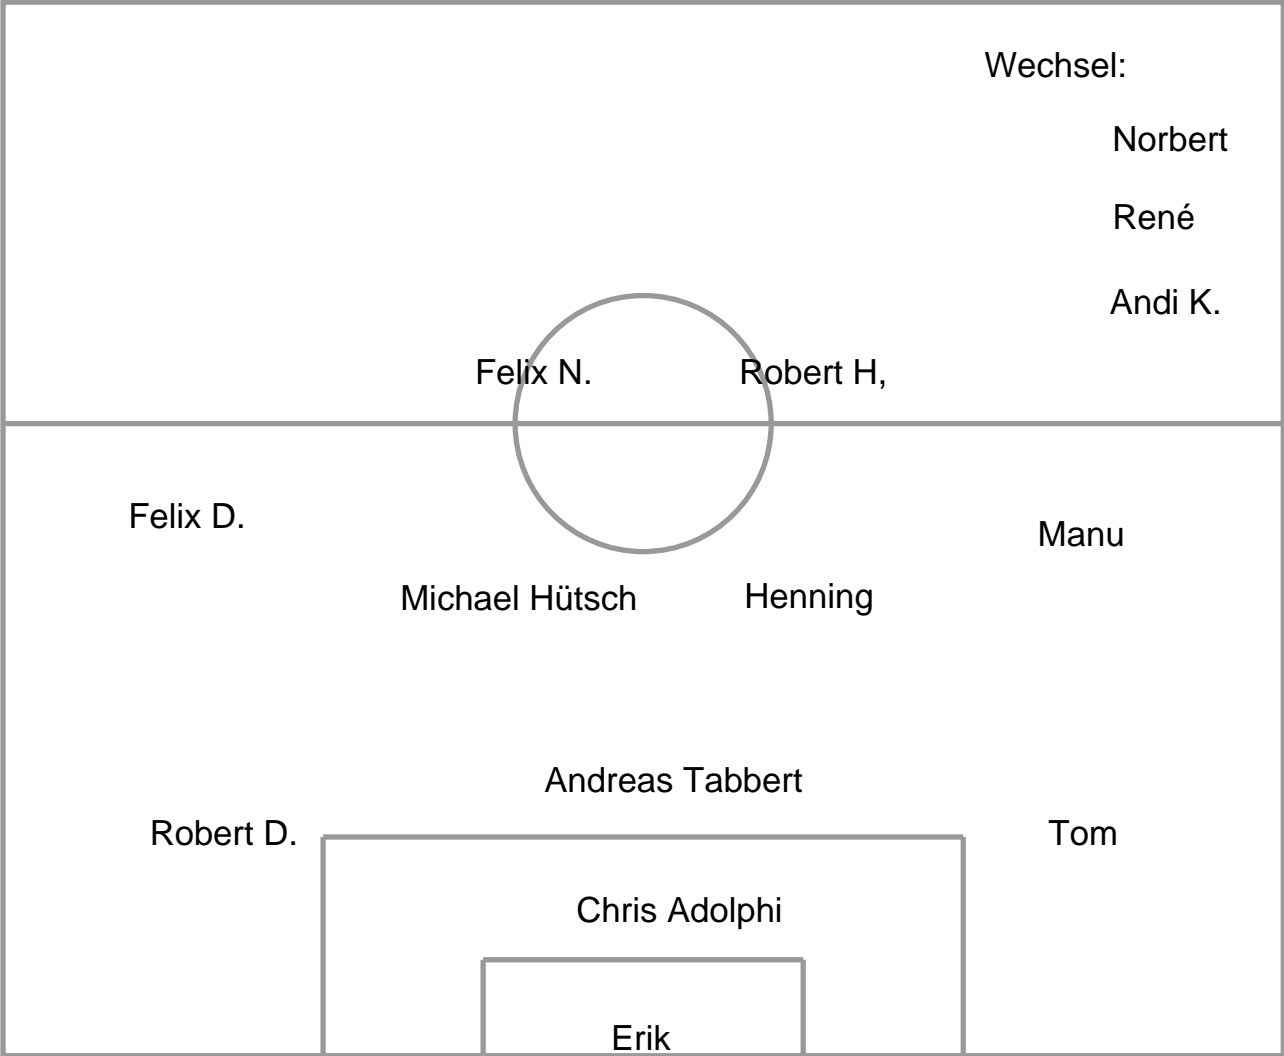 Wechsel:
Norbert
René
Andi K.
Felix N.
Robert H,
Felix D.
Manu
Michael Hütsch
Henning
Andreas Tabbert
Robert D.
Tom
Chris Adolphi
Erik